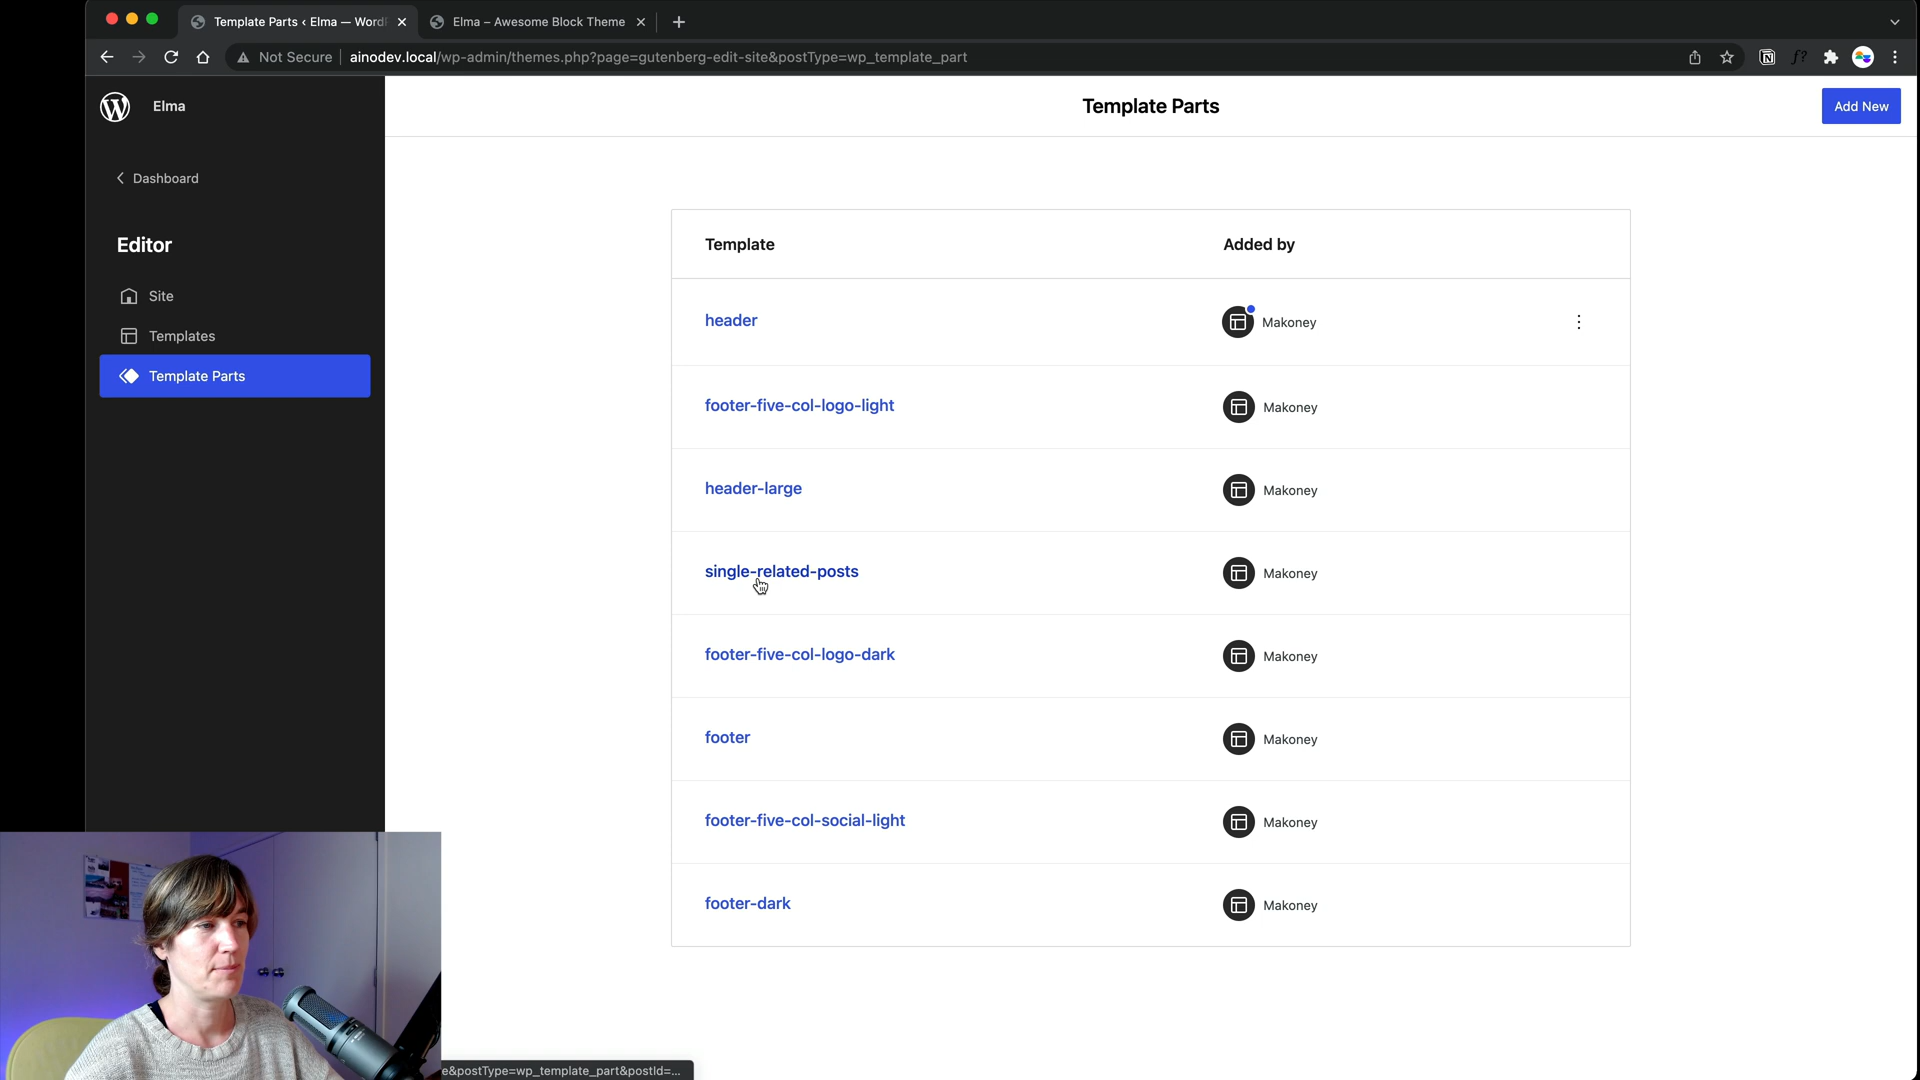 Template Parts ‹ Elma — WordP
Elma – Awesome Block Theme
Not Secure
ainodev.local/wp-admin/themes.php?page=gutenberg-edit-site&postType=wp_template_part
Elma
Template Parts
Add New
Dashboard
Editor
Site
Templates
Template Parts
Template
Added by
header
Makoney
footer-five-col-logo-light
Makoney
header-large
Makoney
single-related-posts
Makoney
footer-five-col-logo-dark
Makoney
footer
Makoney
footer-five-col-social-light
Makoney
footer-dark
Makoney
e&postType=wp_template_part&postId=...